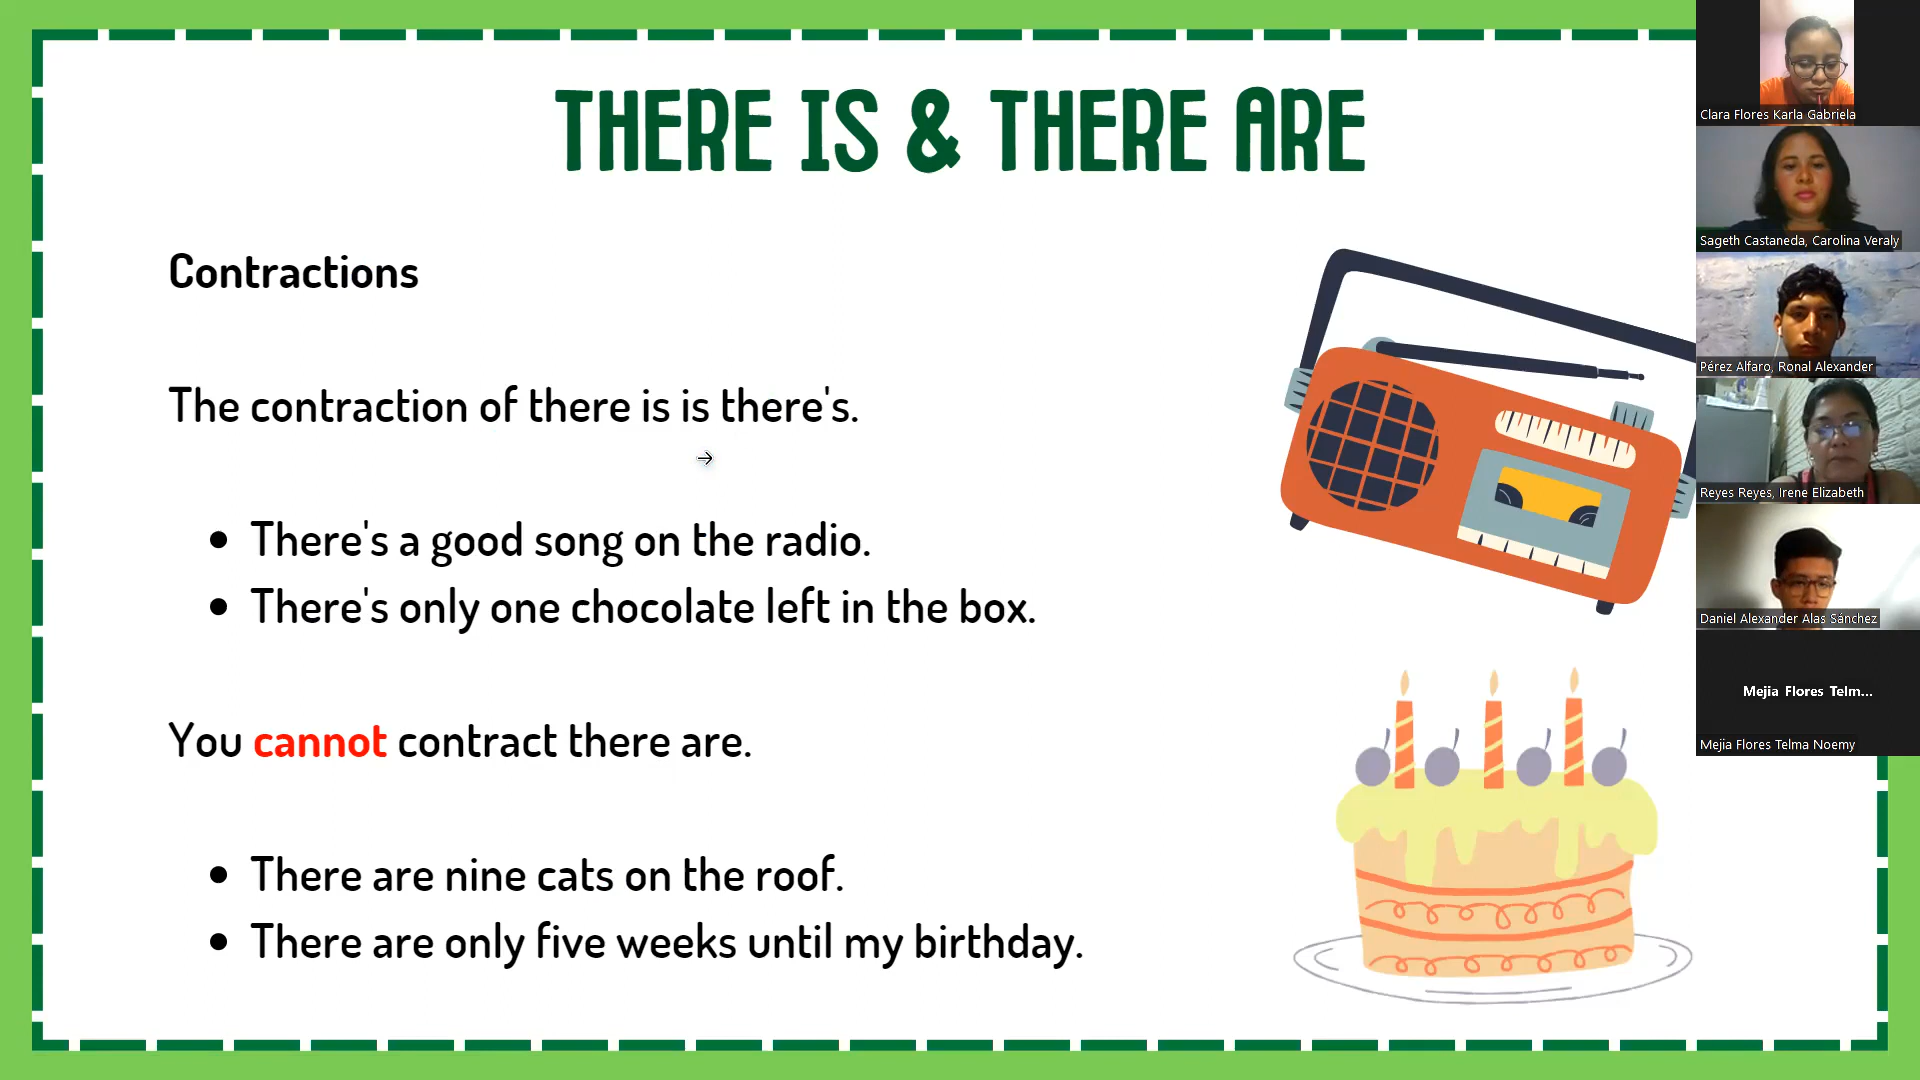 THERE IS & THERE ARE
Contractions
The contraction of there is is there's.
There's a good song on the radio.
There's only one chocolate left in the box.
You cannot contract there are.
There are nine cats on the roof.
There are only five weeks until my birthday.
Clara Flores Karla Gabriela
Sageth Castaneda, Carolina Veraly
Pérez Alfaro, Ronal Alexander
Reyes Reyes, Irene Elizabeth
Daniel Alexander Alas Sánchez
Mejia Flores Telm...
Mejia Flores Telma Noemy